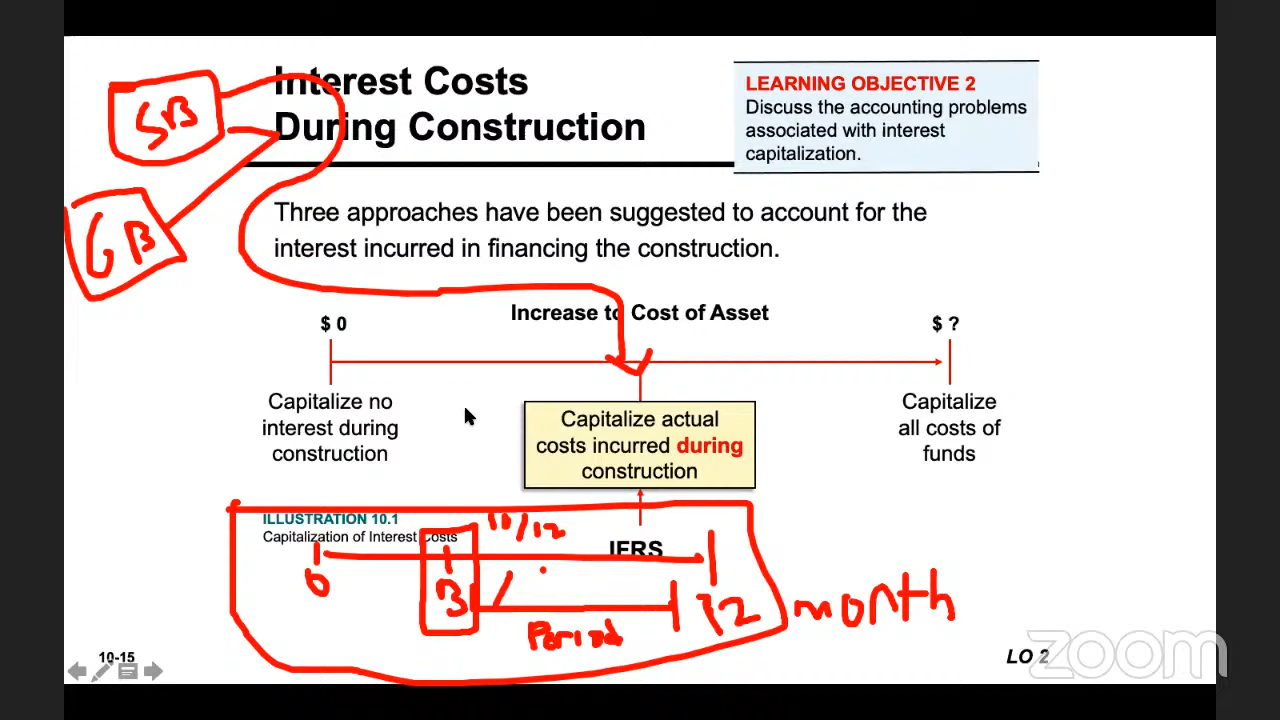 Interest Costs
During Construction
LEARNING OBJECTIVE 2
Discuss the accounting problems
associated with interest
capitalization.
SB
GB
Three approaches have been suggested to account for the
interest incurred in financing the construction.
Increase to Cost of Asset
$ 0
$ ?
Capitalize no
interest during
construction
Capitalize actual
costs incurred during
construction
Capitalize
all costs of
funds
ILLUSTRATION 10.1
Capitalization of Interest Costs
IFRS
/12
0
3
12 month
Period
10-15
LO 2
zoom